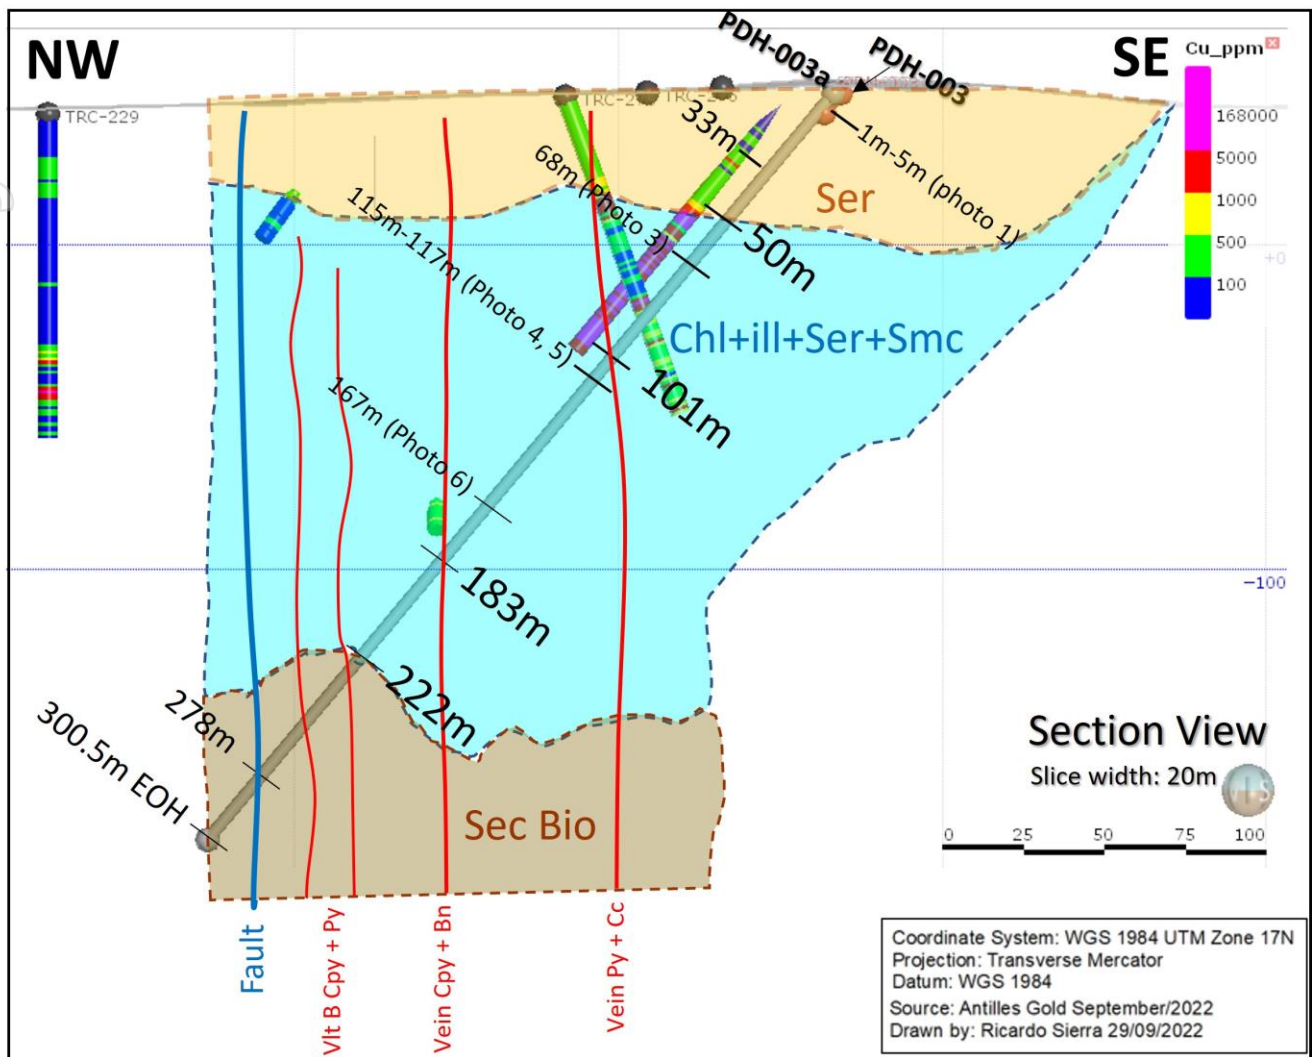 NW
SE
Cu_ppm
168000
5000
1000
500
100
PDH-003a
PDH-003
TRC-229
33m
1m-5m (photo 1)
68m (Photo 3)
Ser
50m
115m-117m (Photo 4, 5)
+0
Chl+ill+Ser+Smc
101m
167m (Photo 6)
183m
-100
222m
278m
300.5m EOH
Sec Bio
Section View
Slice width: 20m
0 25 50 75 100
Fault
Vlt B Cpy + Py
Vein Cpy + Bn
Vein Py + Cc
Coordinate System: WGS 1984 UTM Zone 17N
Projection: Transverse Mercator
Datum: WGS 1984
Source: Antilles Gold September/2022
Drawn by: Ricardo Sierra 29/09/2022